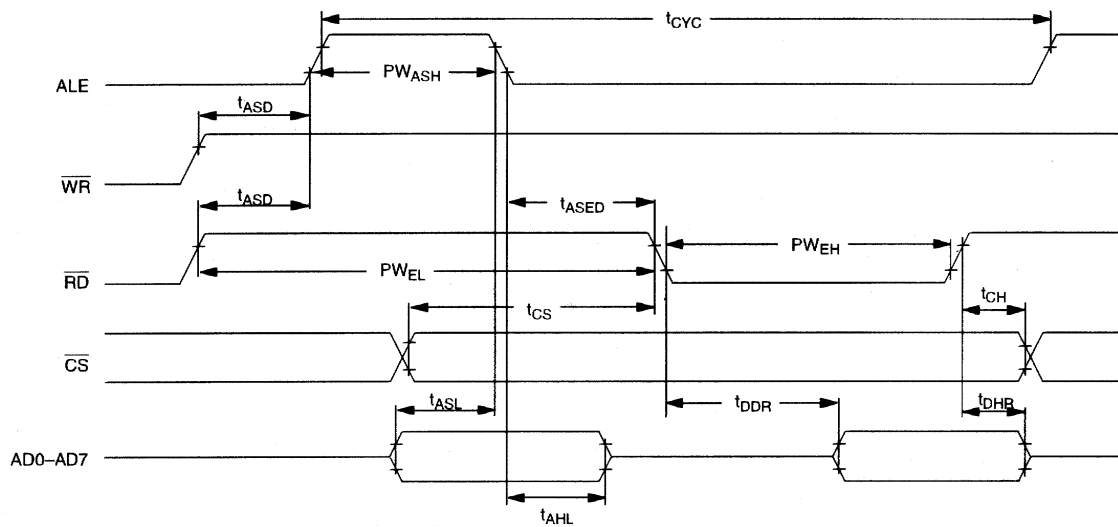 tCYC
PWASH
ALE
tASD
WR
tASD
tASED
RD
PWEL
PWEH
tCS
tCH
CS
tASL
tDDR
tDHR
AD0–AD7
tAHL